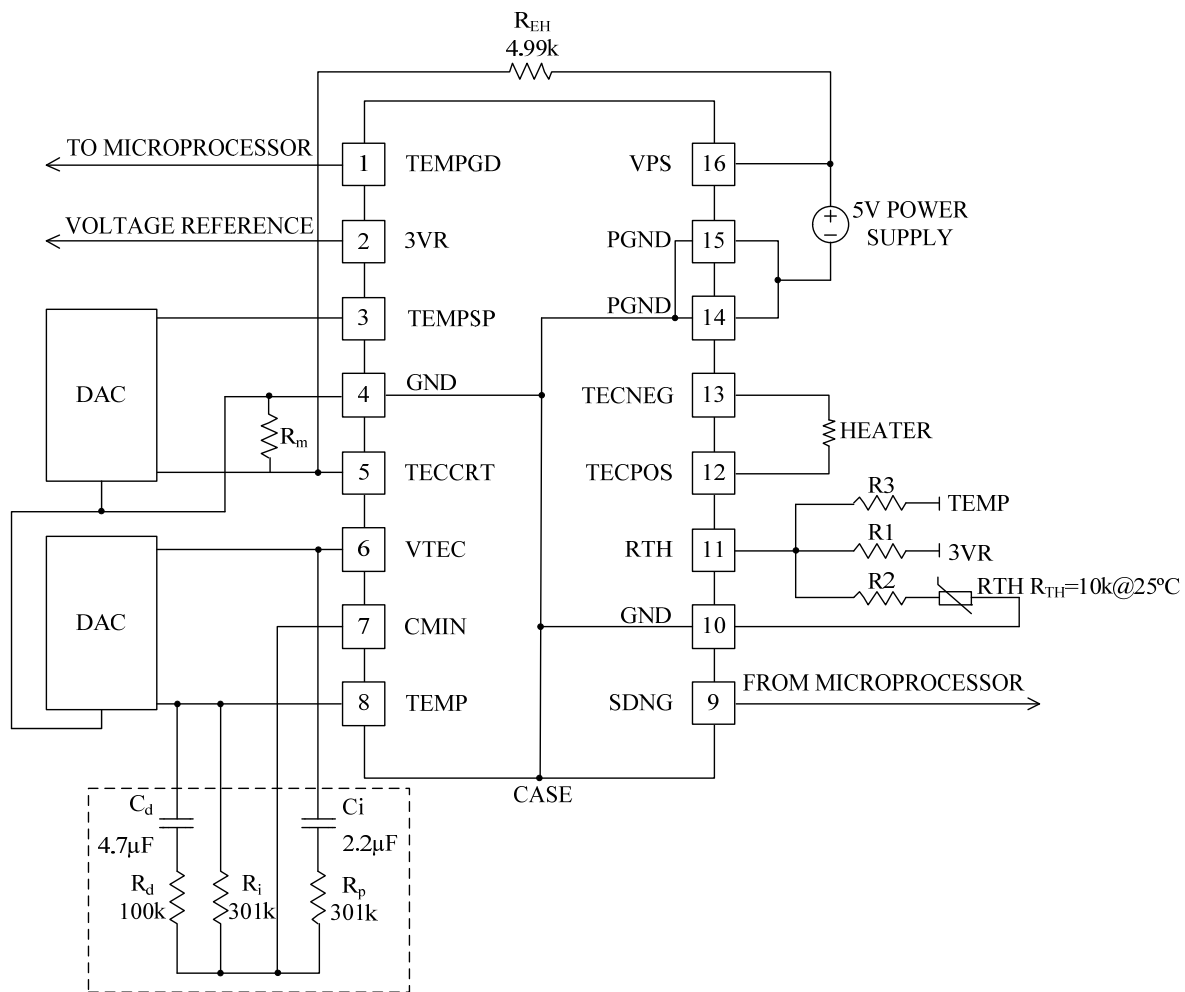 R_EH
4.99k
TO MICROPROCESSOR
1
TEMPGD
VPS
16
VOLTAGE REFERENCE
2
3VR
PGND
15
5V POWER
SUPPLY
+
−
3
TEMPSP
PGND
14
DAC
4
GND
TECNEG
13
R_m
HEATER
5
TECCRT
TECPOS
12
R3
TEMP
6
VTEC
RTH
11
R1
3VR
R2
RTH R_TH=10k@25ºC
DAC
7
CMIN
GND
10
8
TEMP
SDNG
9
FROM MICROPROCESSOR
CASE
C_d
4.7µF
Ci
2.2µF
R_d
100k
R_i
301k
R_p
301k